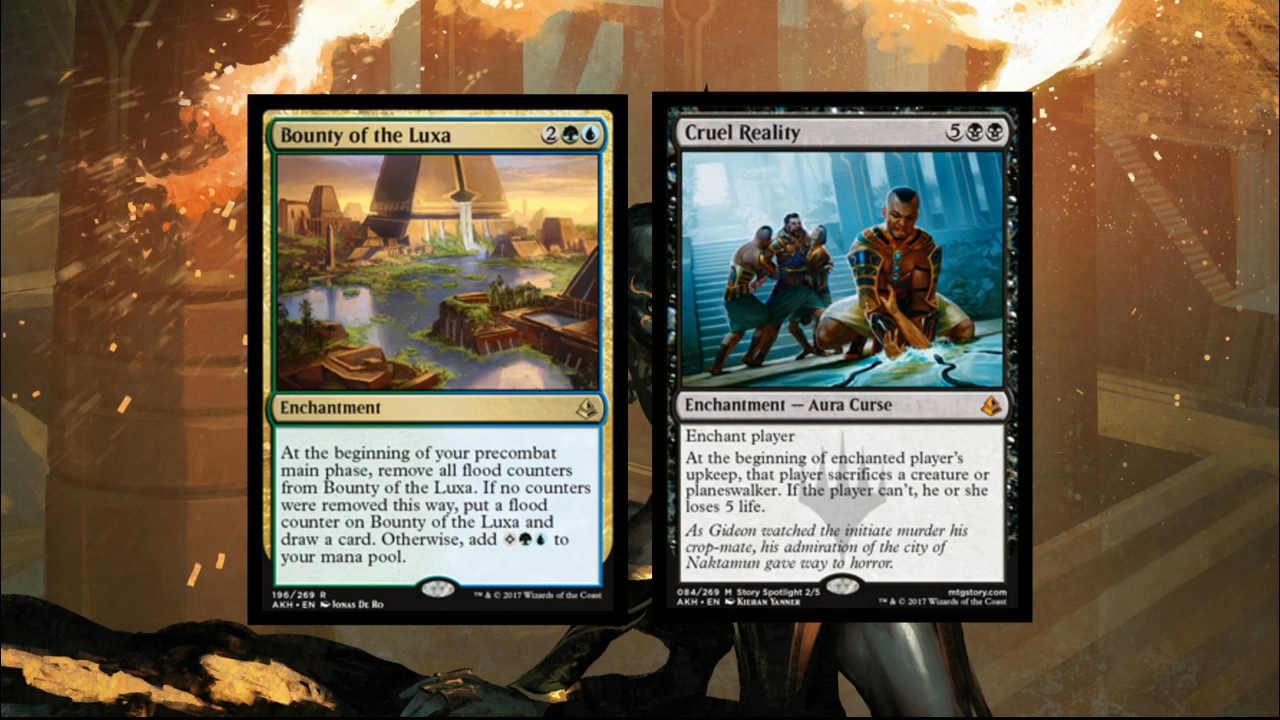 Bounty of the Luxa 2
Enchantment
At the beginning of your precombat
main phase, remove all flood counters
from Bounty of the Luxa. If no counters
were removed this way, put a flood
counter on Bounty of the Luxa and
draw a card. Otherwise, add to
your mana pool.
196/269 R
AKH • EN Jonas De Ro
™ & © 2017 Wizards of the Coast
Cruel Reality 5
Enchantment — Aura Curse
Enchant player
At the beginning of enchanted player's
upkeep, that player sacrifices a creature or
planeswalker. If the player can't, he or she
loses 5 life.
As Gideon watched the initiate murder his
crop-mate, his admiration of the city of
Naktamun gave way to horror.
084/269 M Story Spotlight 2/5 mtgstory.com
AKH • EN Kieran Yanner ™ & © 2017 Wizards of the Coast